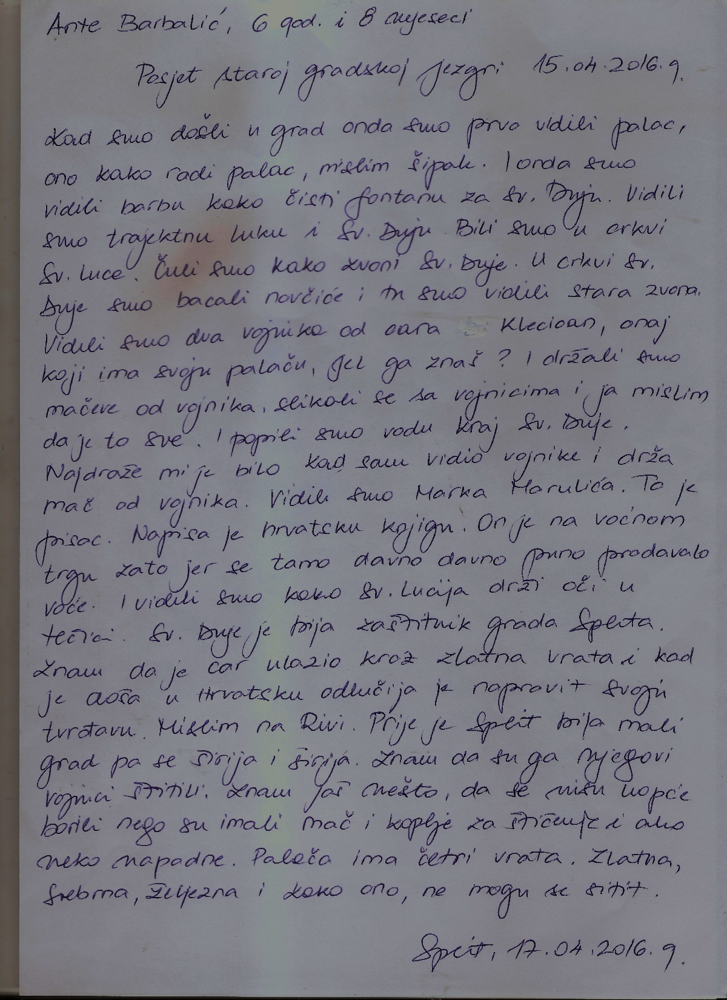 Ante Barbalić, 6 god. i 8 mjeseci
Posjet staroj gradskoj jezgri 15.04.2016.g.
Kad smo došli u grad onda smo prvo vidili palac,
ono kako radi palac, mislim šipak. I onda smo
vidili barbu kako čisti fontanu za Sv. Duju. Vidili
smo trajektnu luku i Sv. Duju. Bili smo u crkvi
Sv. Luce. Čuli smo kako zvoni Sv. Duje. U crkvi Sv.
Duje smo bacali novčiće i tu smo vidili stara zvona.
Vidili smo dva vojnika od cara Klecioan, onaj
koji ima svoju palaču, jel ga znaš? I držali smo
mačeve od vojnika, slikali se sa vojnicima i ja mislim
da je to sve. I popili smo vodu kraj Sv. Duje.
Najdraže mi je bilo kad sam vidio vojnike i drža
mač od vojnika. Vidili smo Marka Marulića. To je
pisac. Napisa je hrvatsku knjigu. On je na voćnom
trgu zato jer se tamo davno davno puno prodavalo
voće. I vidili smo kako Sv. Lucija drži oči u
tećici. Sv. Duje je bija zaštitnik grada Splita.
Znam da je car ulazio kroz zlatna vrata i kad
je doša u Hrvatsku odlučija je napravit svoju
tvrđavu. Mislim na Rivi. Prije je Split bija mali
grad pa se širija i širija. Znam da su ga njegovi
vojnici štitili. Znam još nešto, da se nisu uopće
borili nego su imali mač i koplje za štićenje i ako
neko napadne. Palača ima četri vrata. Zlatna,
srebrna, željezna i kako ono, ne mogu se sitit.
Split, 17.04.2016.g.